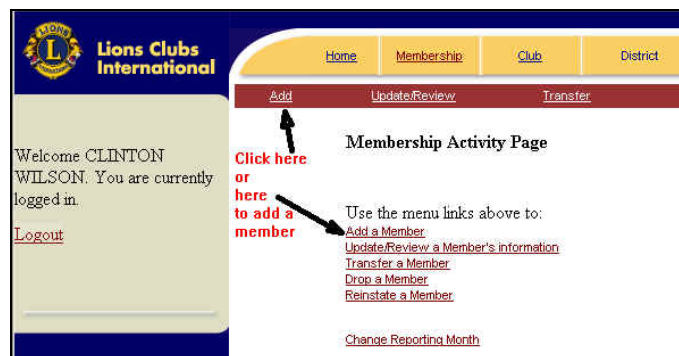 LIONS
L
INTERNATIONAL
Lions Clubs
International
Home Membership Club District
Add Update/Review Transfer
Welcome CLINTON
WILSON. You are currently
logged in.
Logout
Click here
or
here
to add a
member
Membership Activity Page
Use the menu links above to:
Add a Member
Update/Review a Member's information
Transfer a Member
Drop a Member
Reinstate a Member
Change Reporting Month